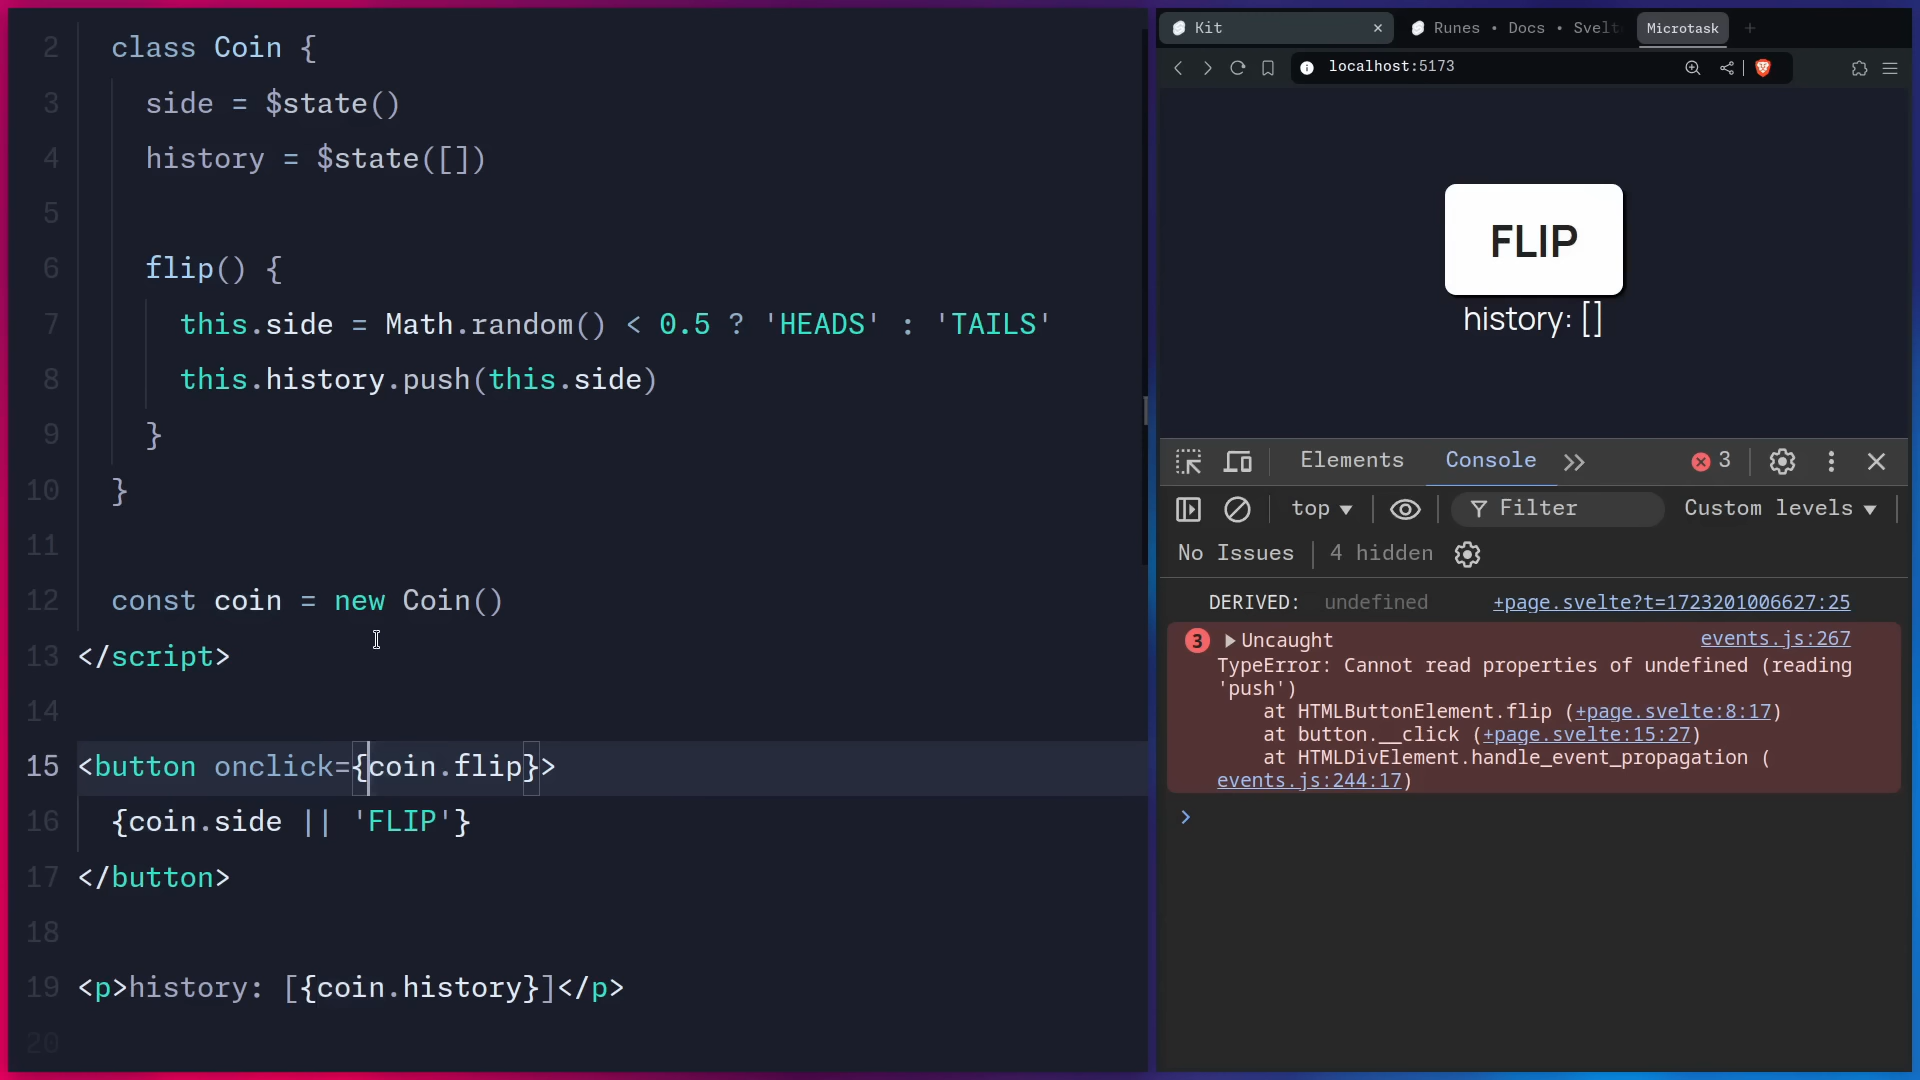 2 class Coin {
3 side = $state()
4 history = $state([])
5
6 flip() {
7 this.side = Math.random() < 0.5 ? 'HEADS' : 'TAILS'
8 this.history.push(this.side)
9 }
10 }
11
12 const coin = new Coin()
13 </script>
14
15 <button onclick={coin.flip}>
16 {coin.side || 'FLIP'}
17 </button>
18
19 <p>history: [{coin.history}]</p>
20
Kit
Runes • Docs • Svelt
Microtask
localhost:5173
FLIP
history: []
Elements Console 3
top Filter Custom levels
No Issues 4 hidden
DERIVED: undefined +page.svelte?t=1723201006627:25
3 Uncaught events.js:267
TypeError: Cannot read properties of undefined (reading
'push')
at HTMLButtonElement.flip (+page.svelte:8:17)
at button.__click (+page.svelte:15:27)
at HTMLDivElement.handle_event_propagation (
events.js:244:17)